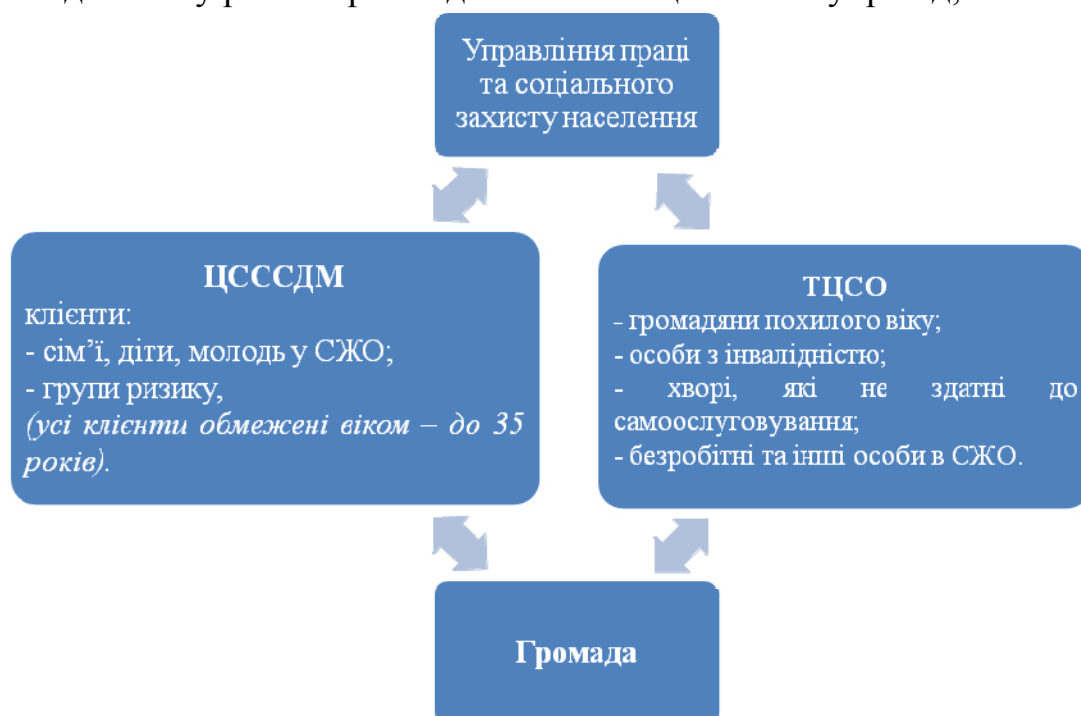 Управління праці
та соціального
захисту населення
ЦСССДМ
клієнти:
- сім’ї, діти, молодь у СЖО;
- групи ризику,
(усі клієнти обмежені віком – до 35
років).
ТЦСО
- громадяни похилого віку;
- особи з інвалідністю;
- хворі, які не здатні до
самоослуговування;
- безробітні та інші особи в СЖО.
Громада